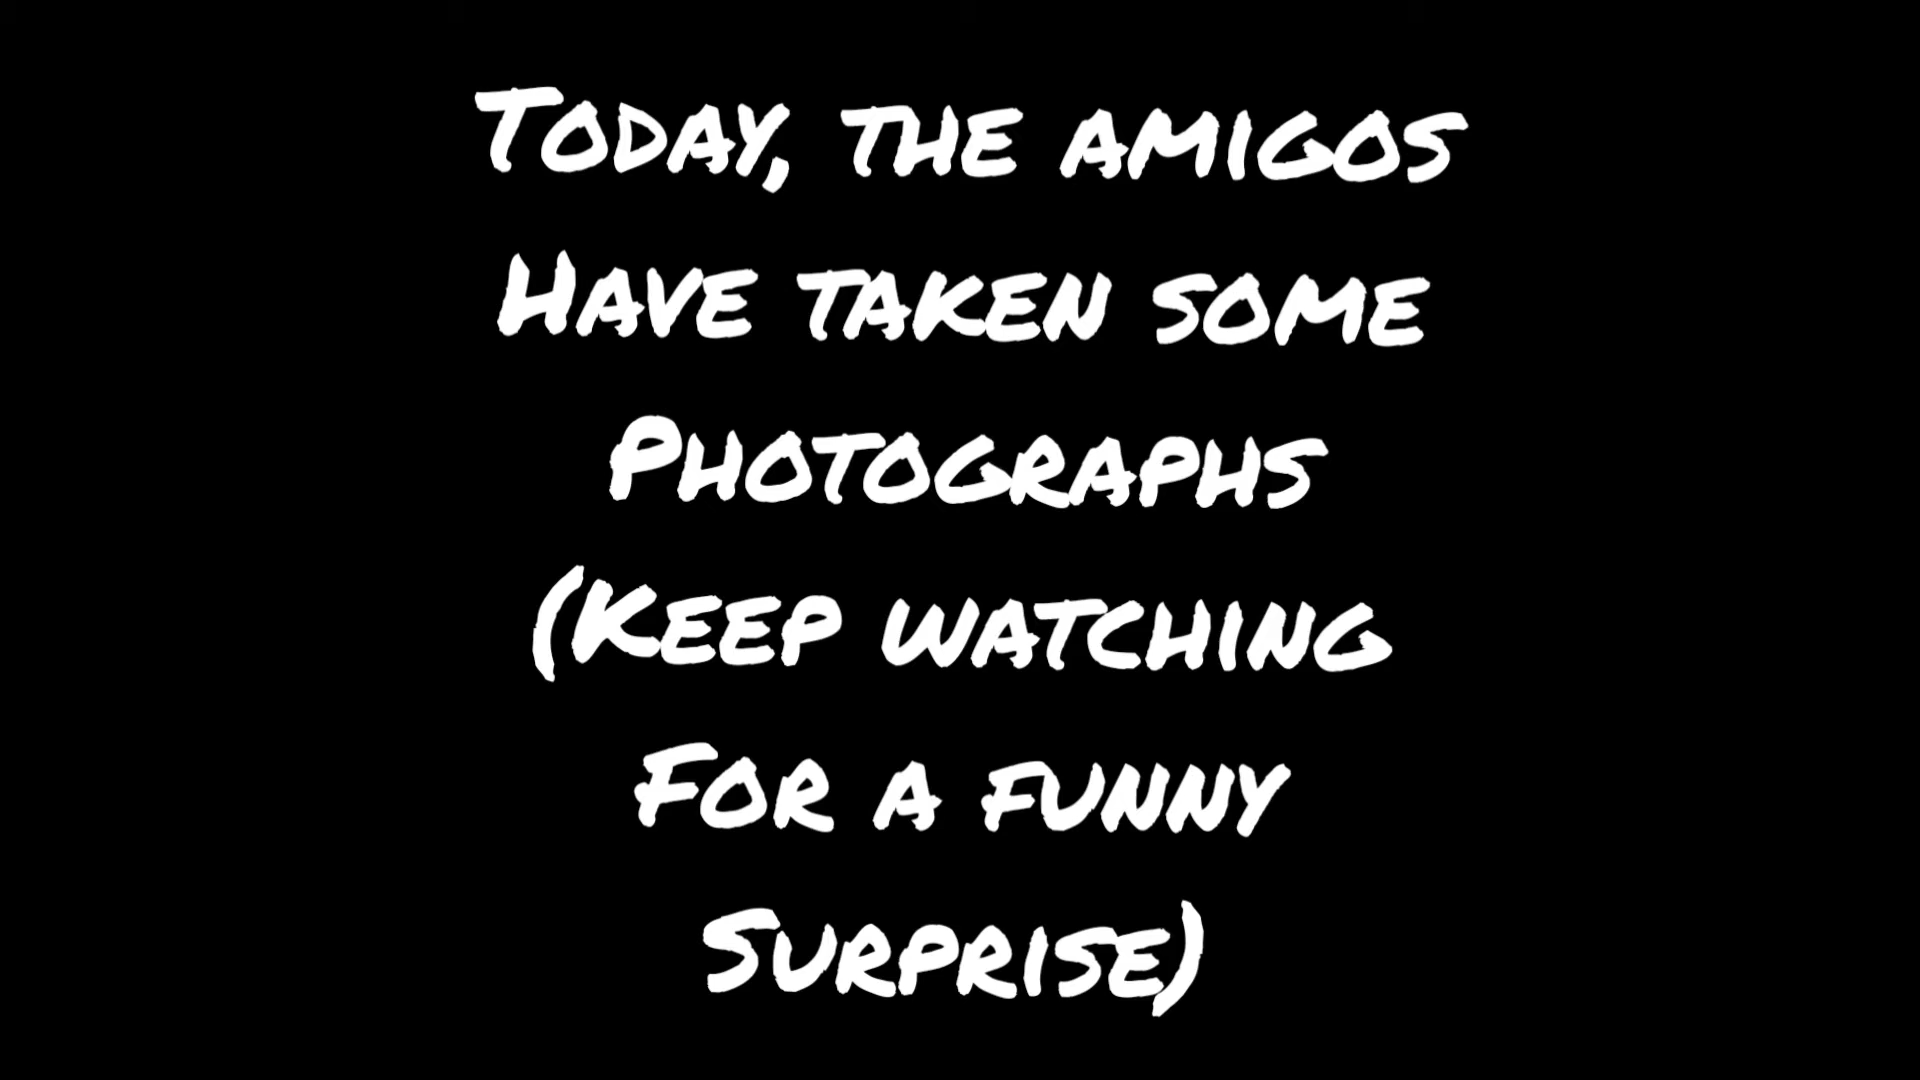 Today, the amigos
Have taken some
Photographs
(Keep watching
For a funny
Surprise)